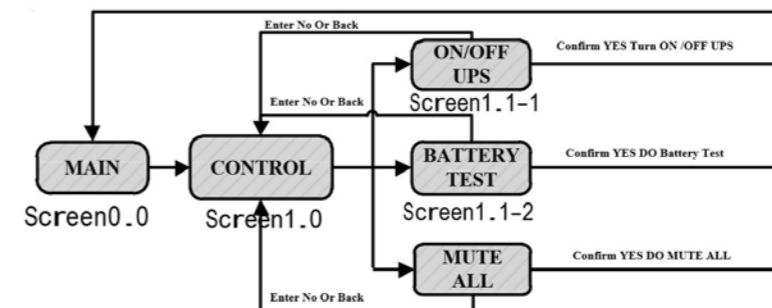 Enter No Or Back
ON/OFF
UPS
Confirm YES Turn ON /OFF UPS
Screen1.1-1
Enter No Or Back
MAIN
CONTROL
BATTERY
TEST
Confirm YES DO Battery Test
Screen0.0
Screen1.0
Screen1.1-2
MUTE
ALL
Confirm YES DO MUTE ALL
Enter No Or Back